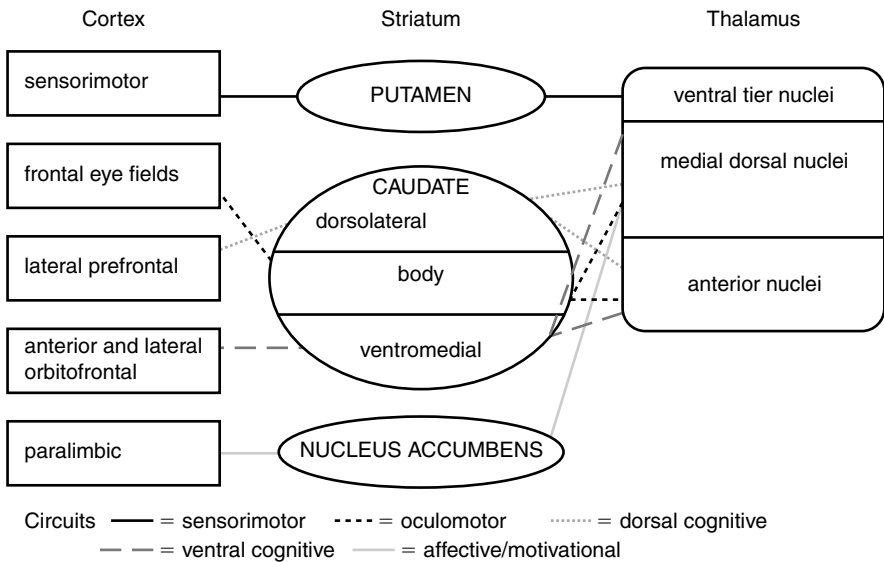 Cortex
Striatum
Thalamus
sensorimotor
PUTAMEN
ventral tier nuclei
frontal eye fields
CAUDATE
dorsolateral
medial dorsal nuclei
lateral prefrontal
body
anterior nuclei
anterior and lateral
orbitofrontal
ventromedial
paralimbic
NUCLEUS ACCUMBENS
Circuits = sensorimotor = oculomotor = dorsal cognitive
= ventral cognitive = affective/motivational